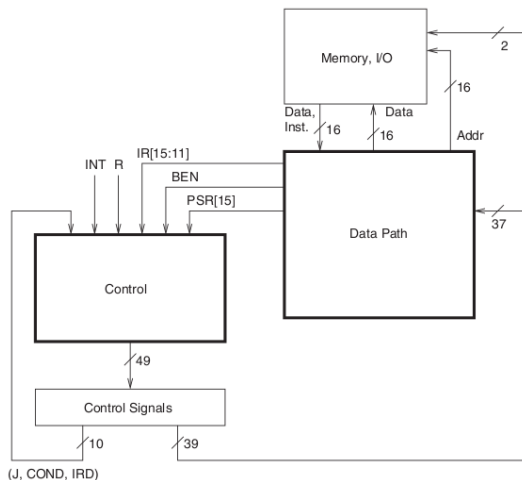 Memory, I/O
2
16
Data,
Inst.
16
16
Data
Addr
INT R
IR[15:11]
BEN
PSR[15]
Data Path
37
Control
49
Control Signals
10
39
(J, COND, IRD)